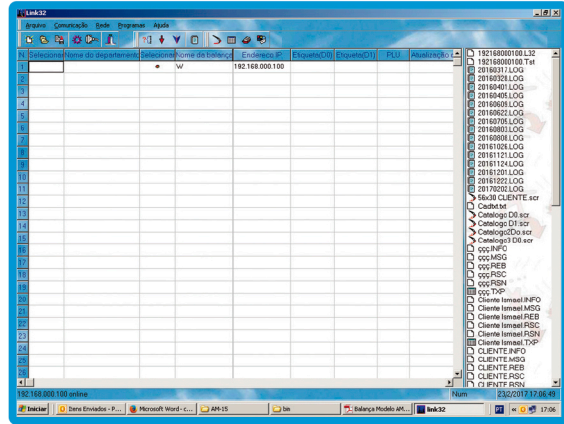 Link32
Arquivo Comunicação Rede Programas Ajuda
N. Selecionar Nome do departamento Selecionar Nome da balança Endereço IP: Etiqueta(D0) Etiqueta(D1) PLU Atualização
1 W 192.168.000.100
2
3
4
5
6
7
8
9
10
11
12
13
14
15
16
17
18
19
20
21
22
23
24
25
26
192168000100.L32
192168000100.Tst
20160317.LOG
20160328.LOG
20160401.LOG
20160405.LOG
20160609.LOG
20160622.LOG
20160705.LOG
20160803.LOG
20160808.LOG
20161026.LOG
20161121.LOG
20161124.LOG
20161201.LOG
20161222.LOG
20170202.LOG
56x30 CLIENTE.scr
Cadtxt.txt
Catalogo D0.scr
Catalogo D1.scr
Catalogo2Do.scr
Catalogo3 D0.scr
ççç.INFO
ççç.MSG
ççç.REB
ççç.RSC
ççç.RSN
ççç.TXP
Cliente Ismael.INFO
Cliente Ismael.MSG
Cliente Ismael.REB
Cliente Ismael.RSC
Cliente Ismael.RSN
Cliente Ismael.TXP
CLIENTE.INFO
CLIENTE.MSG
CLIENTE.REB
CLIENTE.RSC
CLIENTE.RSN
192.168.000.100 online Num 23/2/2017 17:06:49
Iniciar Itens Enviados - P... Microsoft Word - c... AM-15 bin Balança Modelo AM... link32 PT 17:06